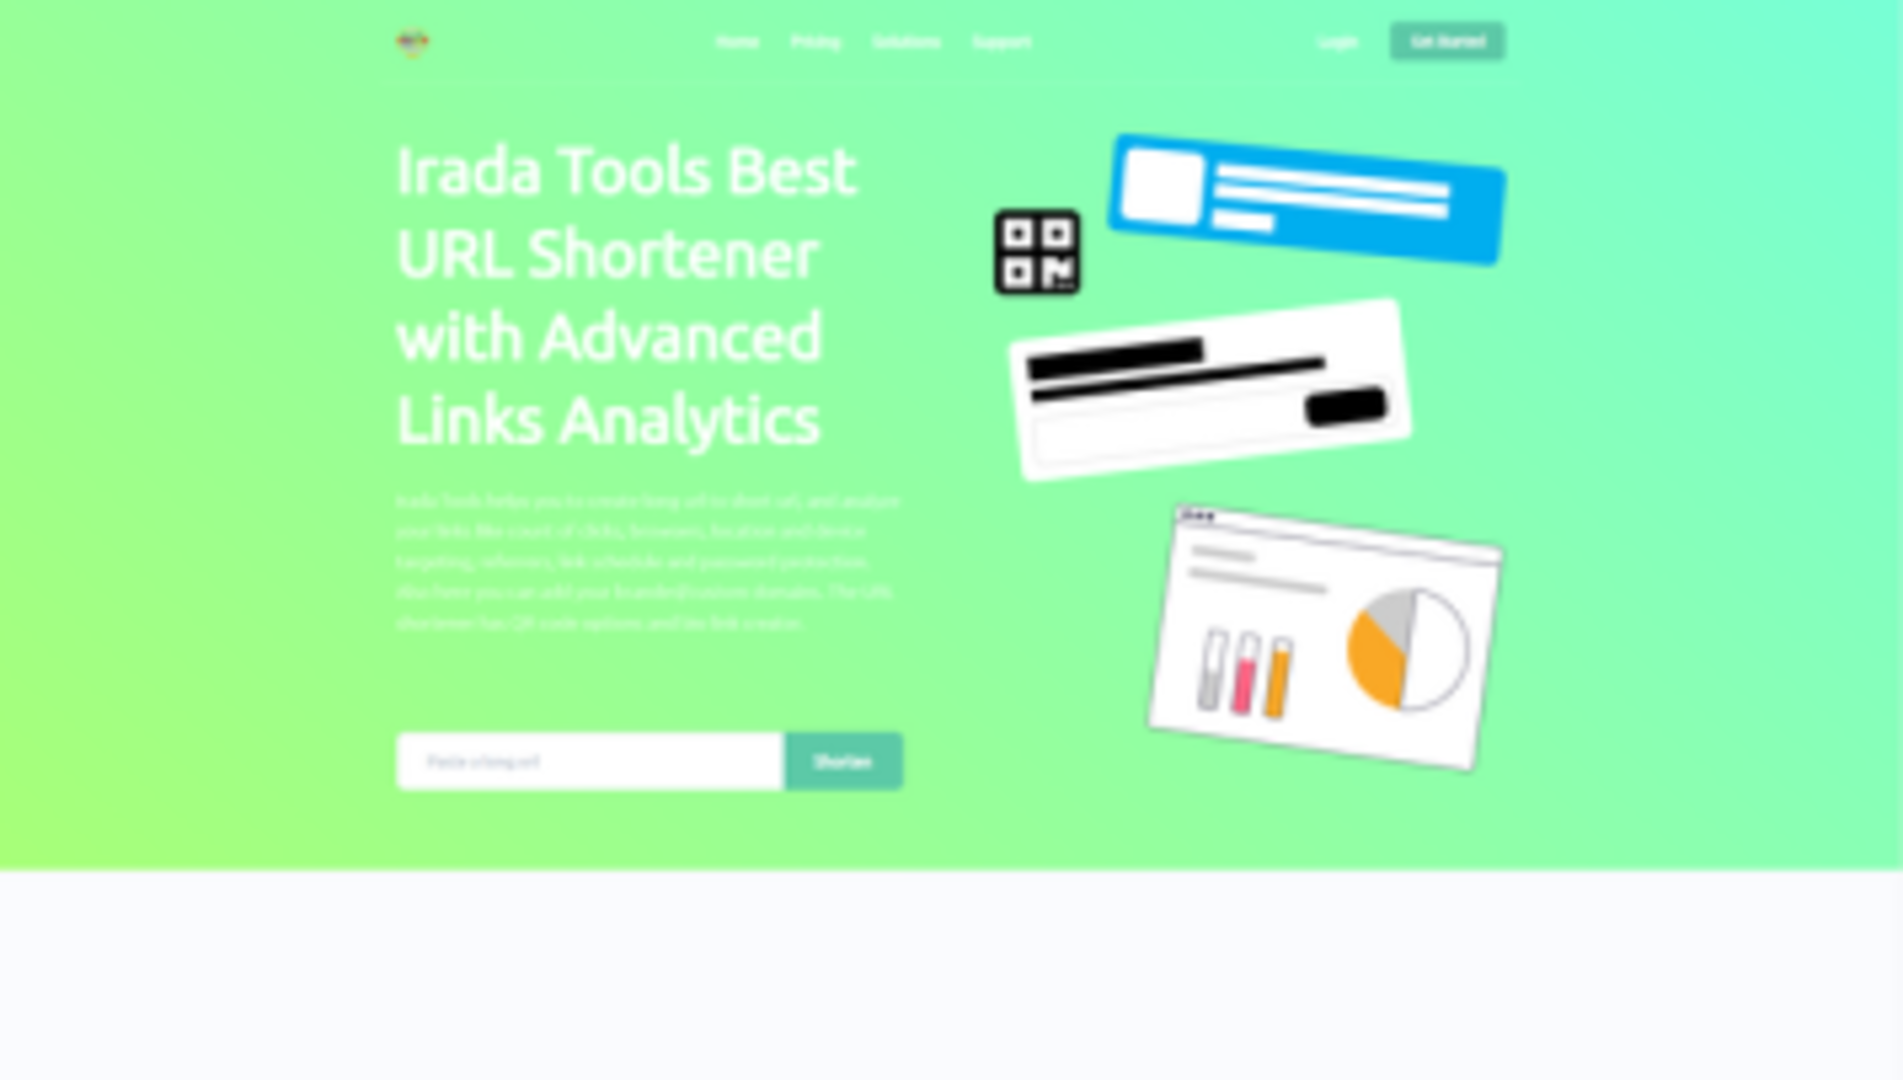 Home Pricing Solutions Support Login Get Started
Irada Tools Best
URL Shortener
with Advanced
Links Analytics
Irada Tools helps you to create long url to short url, and analyze
your links like count of clicks, browsers, location and device
targeting, referrers, link schedule and password protection.
Also here you can add your branded/custom domains. The URL
shortener has QR code options and bio link creator.
Paste a long url Shorten